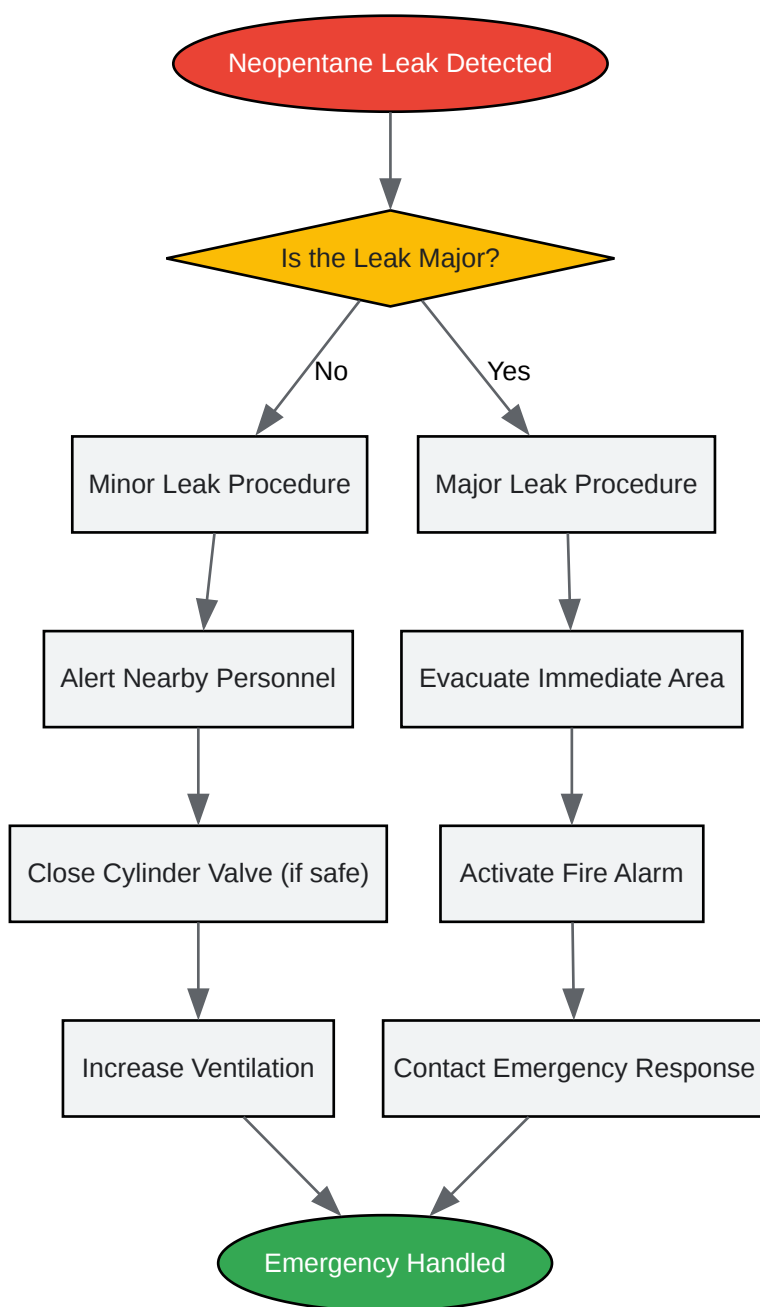 Neopentane Leak Detected
Is the Leak Major?
No
Yes
Minor Leak Procedure
Major Leak Procedure
Alert Nearby Personnel
Evacuate Immediate Area
Close Cylinder Valve (if safe)
Activate Fire Alarm
Increase Ventilation
Contact Emergency Response
Emergency Handled